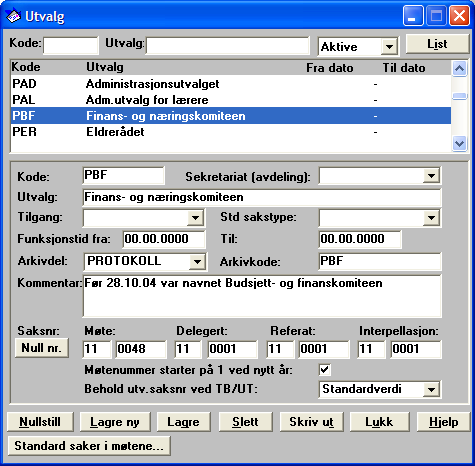 Utvalg
Kode: Utvalg: Aktive List
Kode Utvalg Fra dato Til dato
PAD Administrasjonsutvalget -
PAL Adm.utvalg for lærere -
PBF Finans- og næringskomiteen -
PER Eldrerådet -
Kode: PBF Sekretariat (avdeling):
Utvalg: Finans- og næringskomiteen
Tilgang: Std sakstype:
Funksjonstid fra: 00.00.0000 Til: 00.00.0000
Arkivdel: PROTOKOLL Arkivkode: PBF
Kommentar: Før 28.10.04 var navnet Budsjett- og finanskomiteen
Saksnr: Møte: Delegert: Referat: Interpellasjon:
Null nr. 11 0048 11 0001 11 0001 11 0001
Møtenummer starter på 1 ved nytt år:
Behold utv.saksnr ved TB/UT: Standardverdi
Nullstill Lagre ny Lagre Slett Skriv ut Lukk Hjelp
Standard saker i møtene...